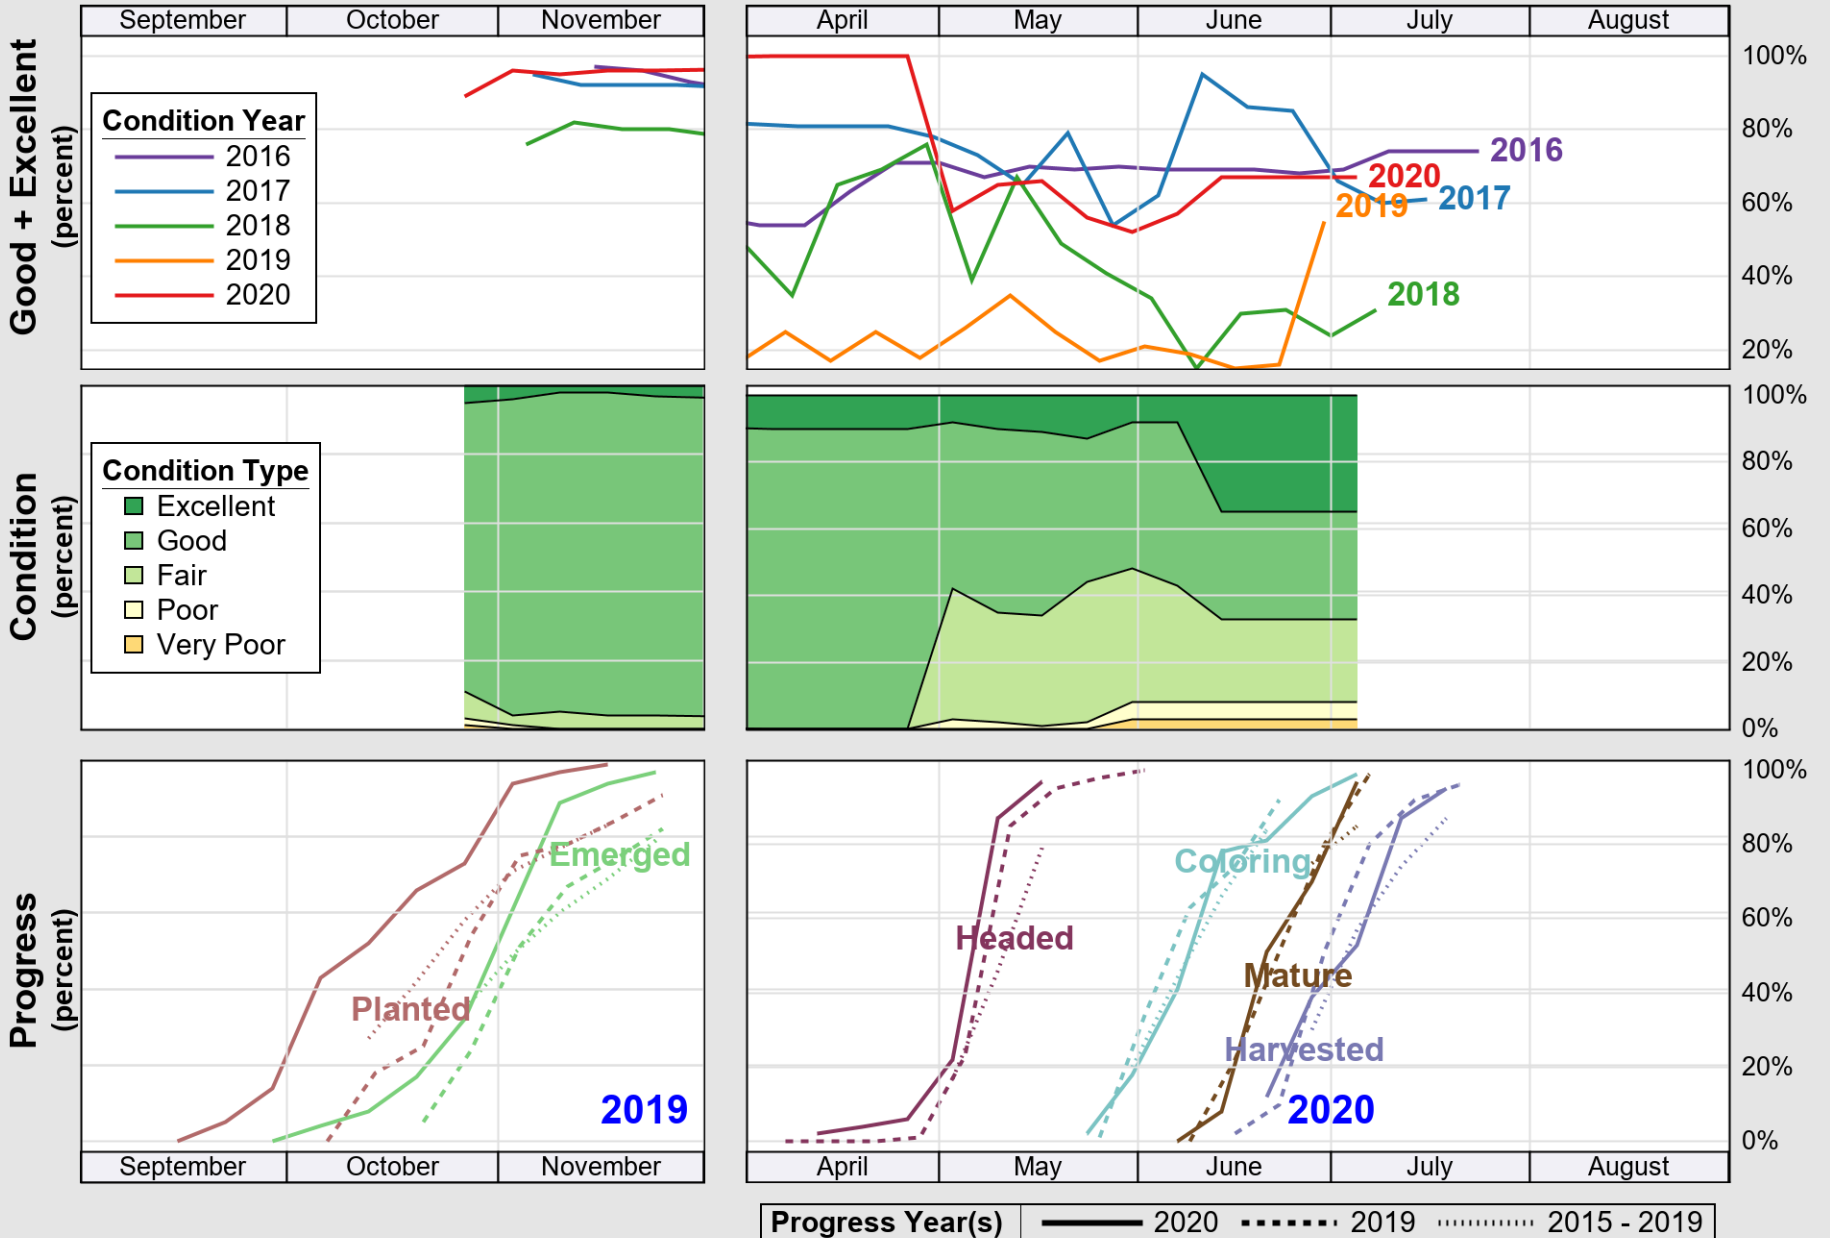 September October November April May June July August
Good + Excellent
(percent)
Condition Year
2016
2017
2018
2019
2020
2016
2020
2019
2017
2018
100%
80%
60%
40%
20%
Condition
(percent)
Condition Type
Excellent
Good
Fair
Poor
Very Poor
100%
80%
60%
40%
20%
0%
Progress
(percent)
Planted
Emerged
2019
Headed
Coloring
Mature
Harvested
2020
100%
80%
60%
40%
20%
0%
September October November April May June July August
Progress Year(s) 2020 2019 2015 - 2019